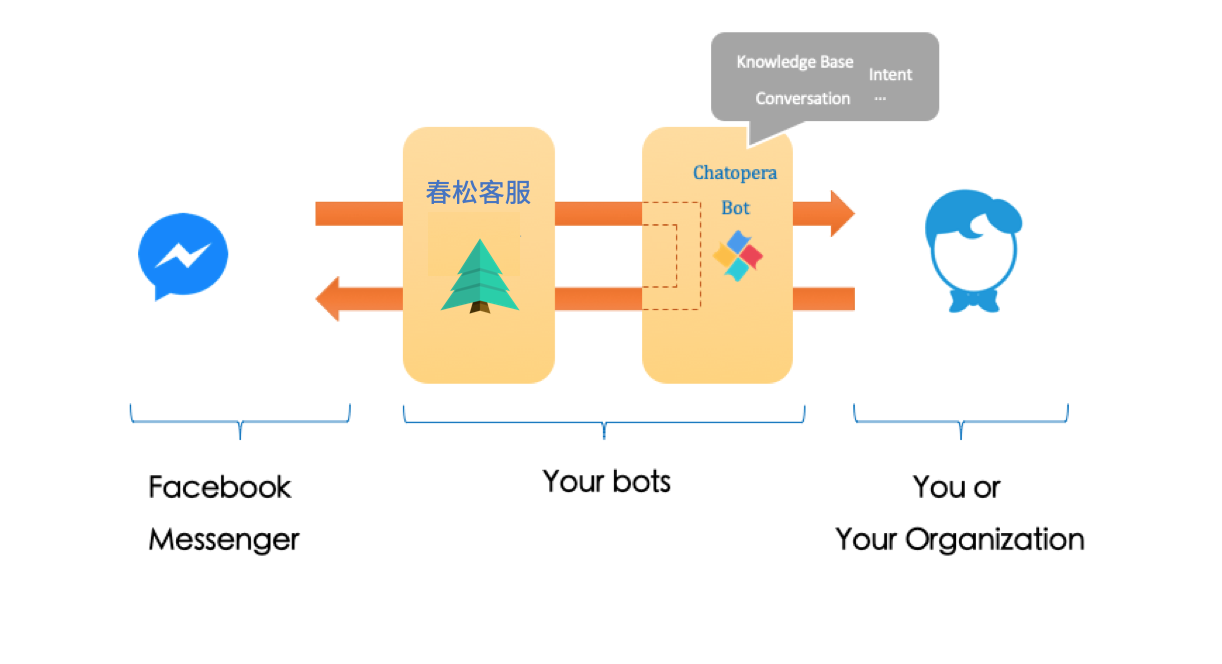 Knowledge Base
Intent
Conversation
...
春松客服
Chatopera
Bot
Facebook
Messenger
Your bots
You or
Your Organization